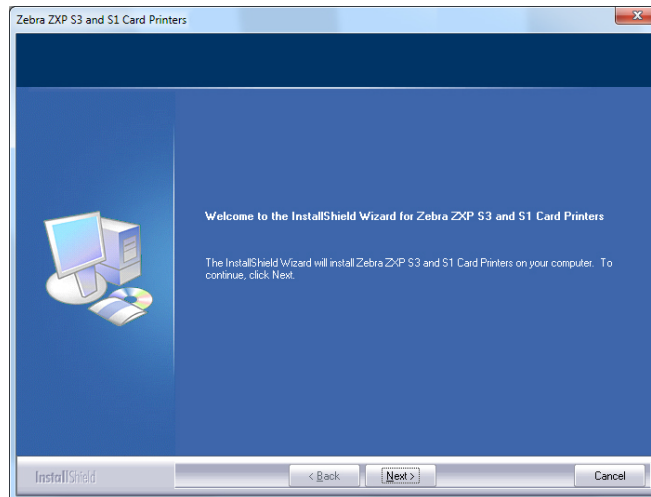 Zebra ZXP S3 and S1 Card Printers
Welcome to the InstallShield Wizard for Zebra ZXP S3 and S1 Card Printers
The InstallShield Wizard will install Zebra ZXP S3 and S1 Card Printers on your computer. To
continue, click Next.
InstallShield
< Back
Next >
Cancel